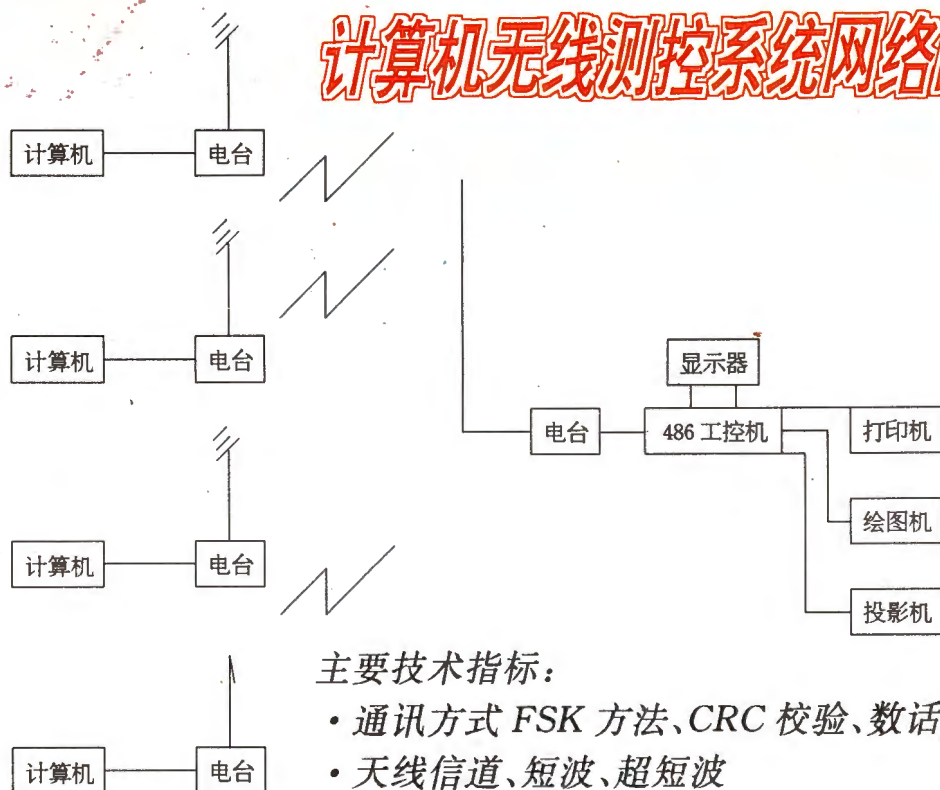 计算机无线测控系统网络
计算机 电台
计算机 电台
显示器
电台 486 工控机 打印机
绘图机
计算机 电台
投影机
主要技术指标:
·通讯方式 FSK 方法、CRC 校验、数话
计算机 电台
·天线信道、短波、超短波